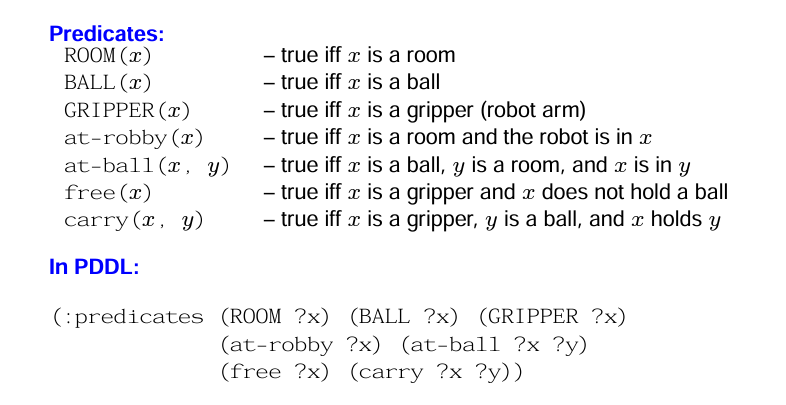 Predicates:
ROOM(x) – true iff x is a room
BALL(x) – true iff x is a ball
GRIPPER(x) – true iff x is a gripper (robot arm)
at-robby(x) – true iff x is a room and the robot is in x
at-ball(x, y) – true iff x is a ball, y is a room, and x is in y
free(x) – true iff x is a gripper and x does not hold a ball
carry(x, y) – true iff x is a gripper, y is a ball, and x holds y
In PDDL:
(:predicates (ROOM ?x) (BALL ?x) (GRIPPER ?x)
(at-robby ?x) (at-ball ?x ?y)
(free ?x) (carry ?x ?y))